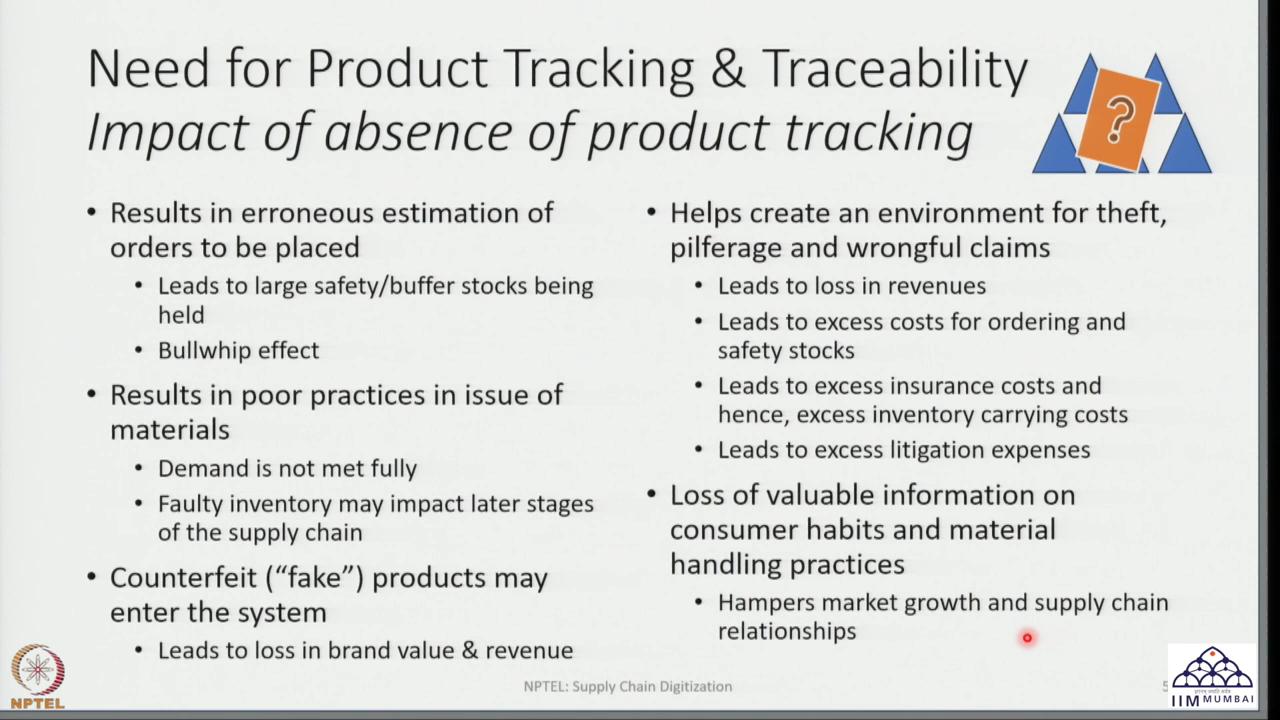 Need for Product Tracking & Traceability
Impact of absence of product tracking
?
• Results in erroneous estimation of
orders to be placed
• Leads to large safety/buffer stocks being
held
• Bullwhip effect
• Results in poor practices in issue of
materials
• Demand is not met fully
• Faulty inventory may impact later stages
of the supply chain
• Counterfeit (“fake”) products may
enter the system
• Leads to loss in brand value & revenue
• Helps create an environment for theft,
pilferage and wrongful claims
• Leads to loss in revenues
• Leads to excess costs for ordering and
safety stocks
• Leads to excess insurance costs and
hence, excess inventory carrying costs
• Leads to excess litigation expenses
• Loss of valuable information on
consumer habits and material
handling practices
• Hampers market growth and supply chain
relationships
NPTEL
NPTEL: Supply Chain Digitization
IIM MUMBAI